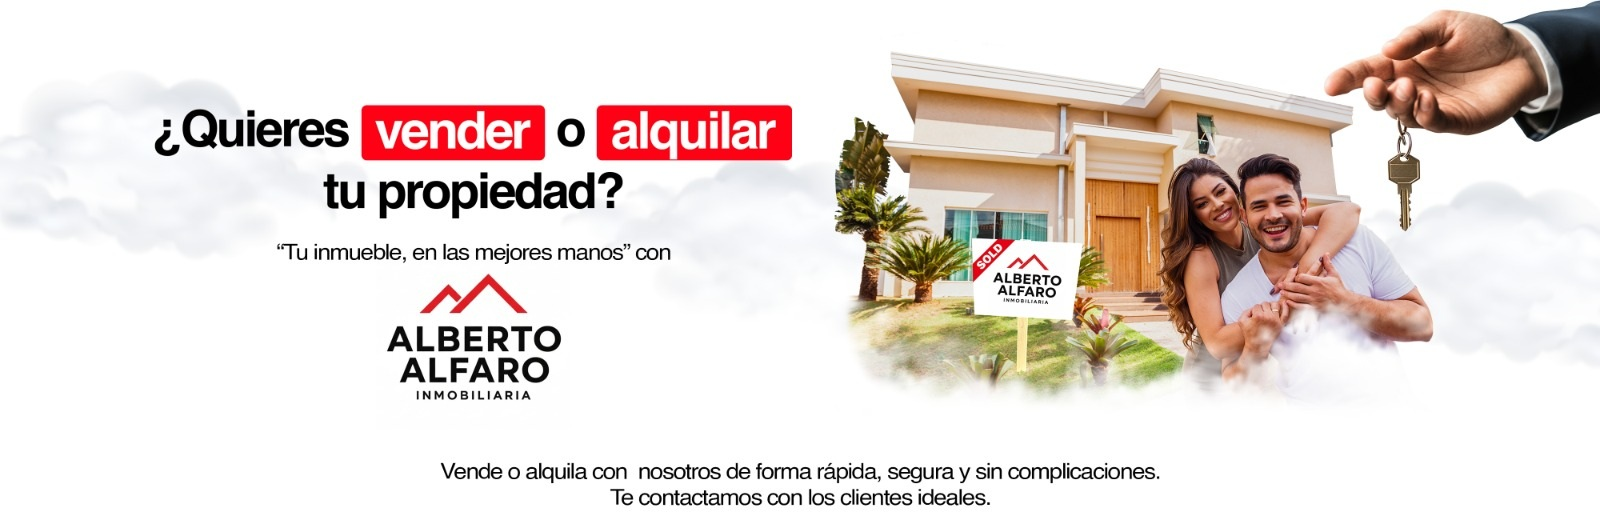 ¿Quieres vender o alquilar
tu propiedad?
“Tu inmueble, en las mejores manos” con
ALBERTO
ALFARO
INMOBILIARIA
SOLD
ALBERTO
ALFARO
INMOBILIARIA
Vende o alquila con nosotros de forma rápida, segura y sin complicaciones.
Te contactamos con los clientes ideales.